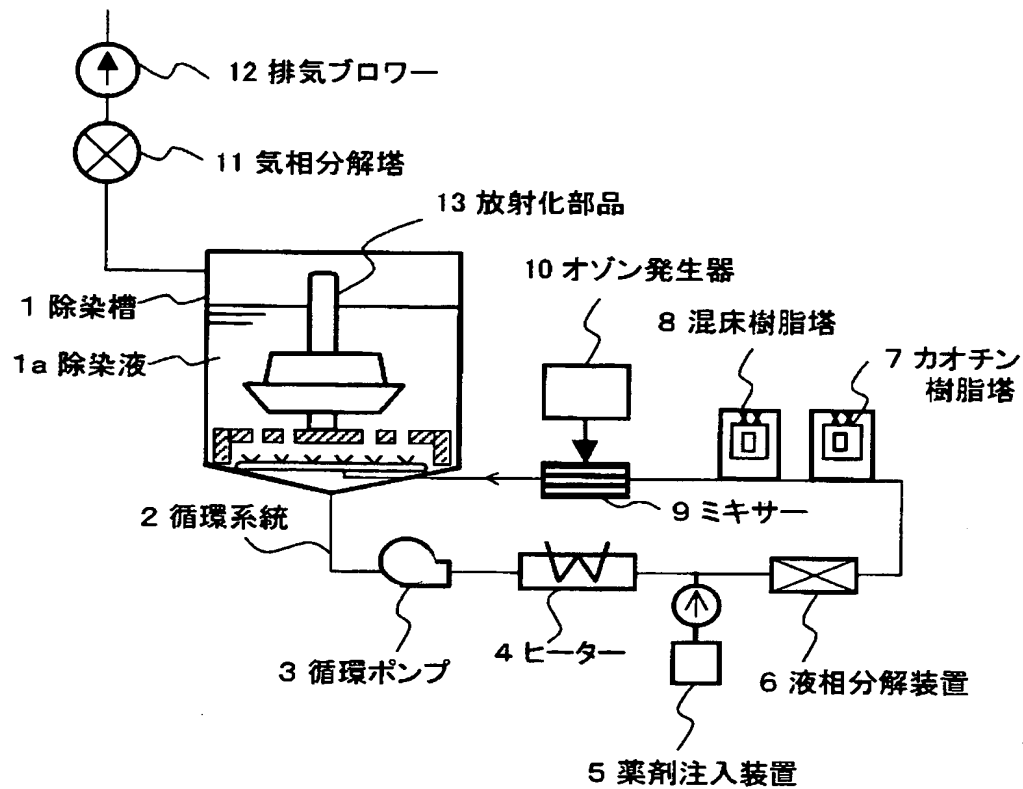 12 排気ブロワー
11 気相分解塔
13 放射化部品
10 オゾン発生器
1 除染槽
8 混床樹脂塔
1a 除染液
7 カオチン
樹脂塔
2 循環系統
9 ミキサー
3 循環ポンプ
4 ヒーター
6 液相分解装置
5 薬剤注入装置